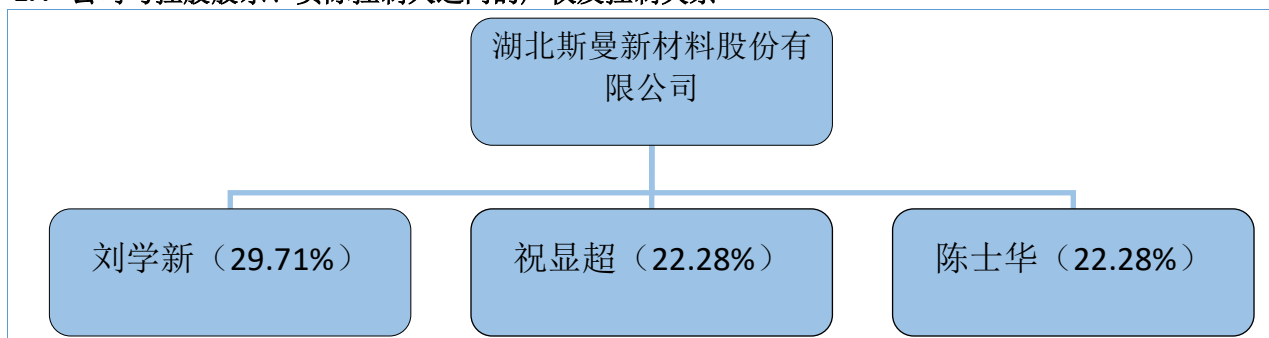 湖北斯曼新材料股份有
限公司
刘学新（29.71%）
祝显超（22.28%）
陈士华（22.28%）